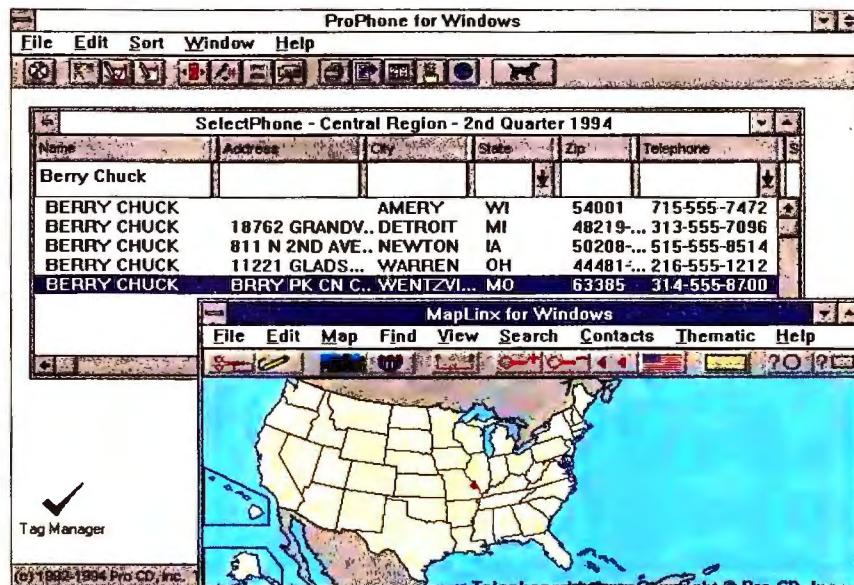 ProPhone for Windows
File Edit Sort Window Help
SelectPhone - Central Region - 2nd Quarter 1994
Name Address City State Zip Telephone S
Berry Chuck
BERRY CHUCK AMERY WI 54001 715-555-7472
BERRY CHUCK 18762 GRANDV.. DETROIT MI 48219-... 313-555-7096
BERRY CHUCK 811 N 2ND AVE.. NEWTON IA 50208-... 515-555-8514
BERRY CHUCK 11221 GLADS... WARREN OH 44481-... 216-555-1212
BERRY CHUCK BRRY PK CN C.. WENTZVI... MO 63385 314-555-8700
MapLinx for Windows
File Edit Map Find View Search Contacts Thematic Help
Tag Manager
(c) 1992-1994 Pro CD, Inc.
Pro CD, Inc.